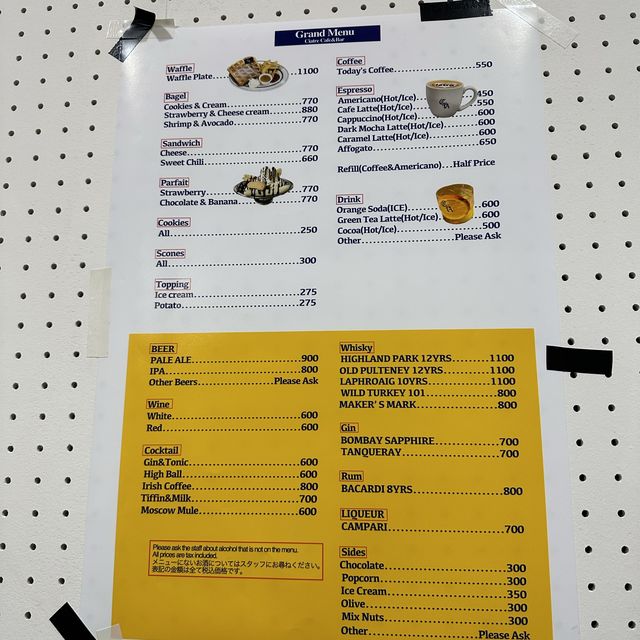 Grand Menu
Ciatre Cafe&Bar
Waffle
Waffle Plate...1100
Bagel
Cookies & Cream...770
Strawberry & Cheese cream...880
Shrimp & Avocado...770
Sandwich
Cheese...770
Sweet Chili...660
Parfait
Strawberry...770
Chocolate & Banana...770
Cookies
All...250
Scones
All...300
Topping
Ice cream...275
Potato...275
Coffee
Today's Coffee...550
Espresso
Americano(Hot/Ice)...450
Cafe Latte(Hot/Ice)...550
Cappuccino(Hot/Ice)...600
Dark Mocha Latte(Hot/Ice)...600
Caramel Latte(Hot/Ice)...600
Affogato...650
Refill(Coffee&Americano)...Half Price
Drink
Orange Soda(ICE)...600
Green Tea Latte(Hot/Ice)...600
Cocoa(Hot/Ice)...500
Other...Please Ask
BEER
PALE ALE...900
IPA...800
Other Beers...Please Ask
Wine
White...600
Red...600
Cocktail
Gin&Tonic...600
High Ball...600
Irish Coffee...800
Tiffin&Milk...700
Moscow Mule...600
Please ask the staff about alcohol that is not on the menu.
All prices are tax included.
メニューにないお酒についてはスタッフにお尋ねください。
表記の金額は全て税込価格です。
Whisky
HIGHLAND PARK 12YRS...1100
OLD PULTENEY 12YRS...1100
LAPHROAIG 10YRS...1100
WILD TURKEY 101...800
MAKER'S MARK...800
Gin
BOMBAY SAPPHIRE...700
TANQUERAY...700
Rum
BACARDI 8YRS...800
LIQUEUR
CAMPARI...700
Sides
Chocolate...300
Popcorn...300
Ice Cream...350
Olive...300
Mix Nuts...300
Other...Please Ask